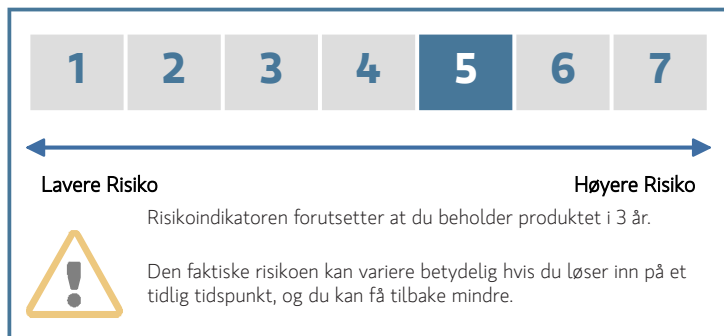 1 2 3 4 5 6 7
Lavere Risiko Høyere Risiko
Risikoindikatoren forutsetter at du beholder produktet i 3 år.
Den faktiske risikoen kan variere betydelig hvis du løser inn på et
tidlig tidspunkt, og du kan få tilbake mindre.